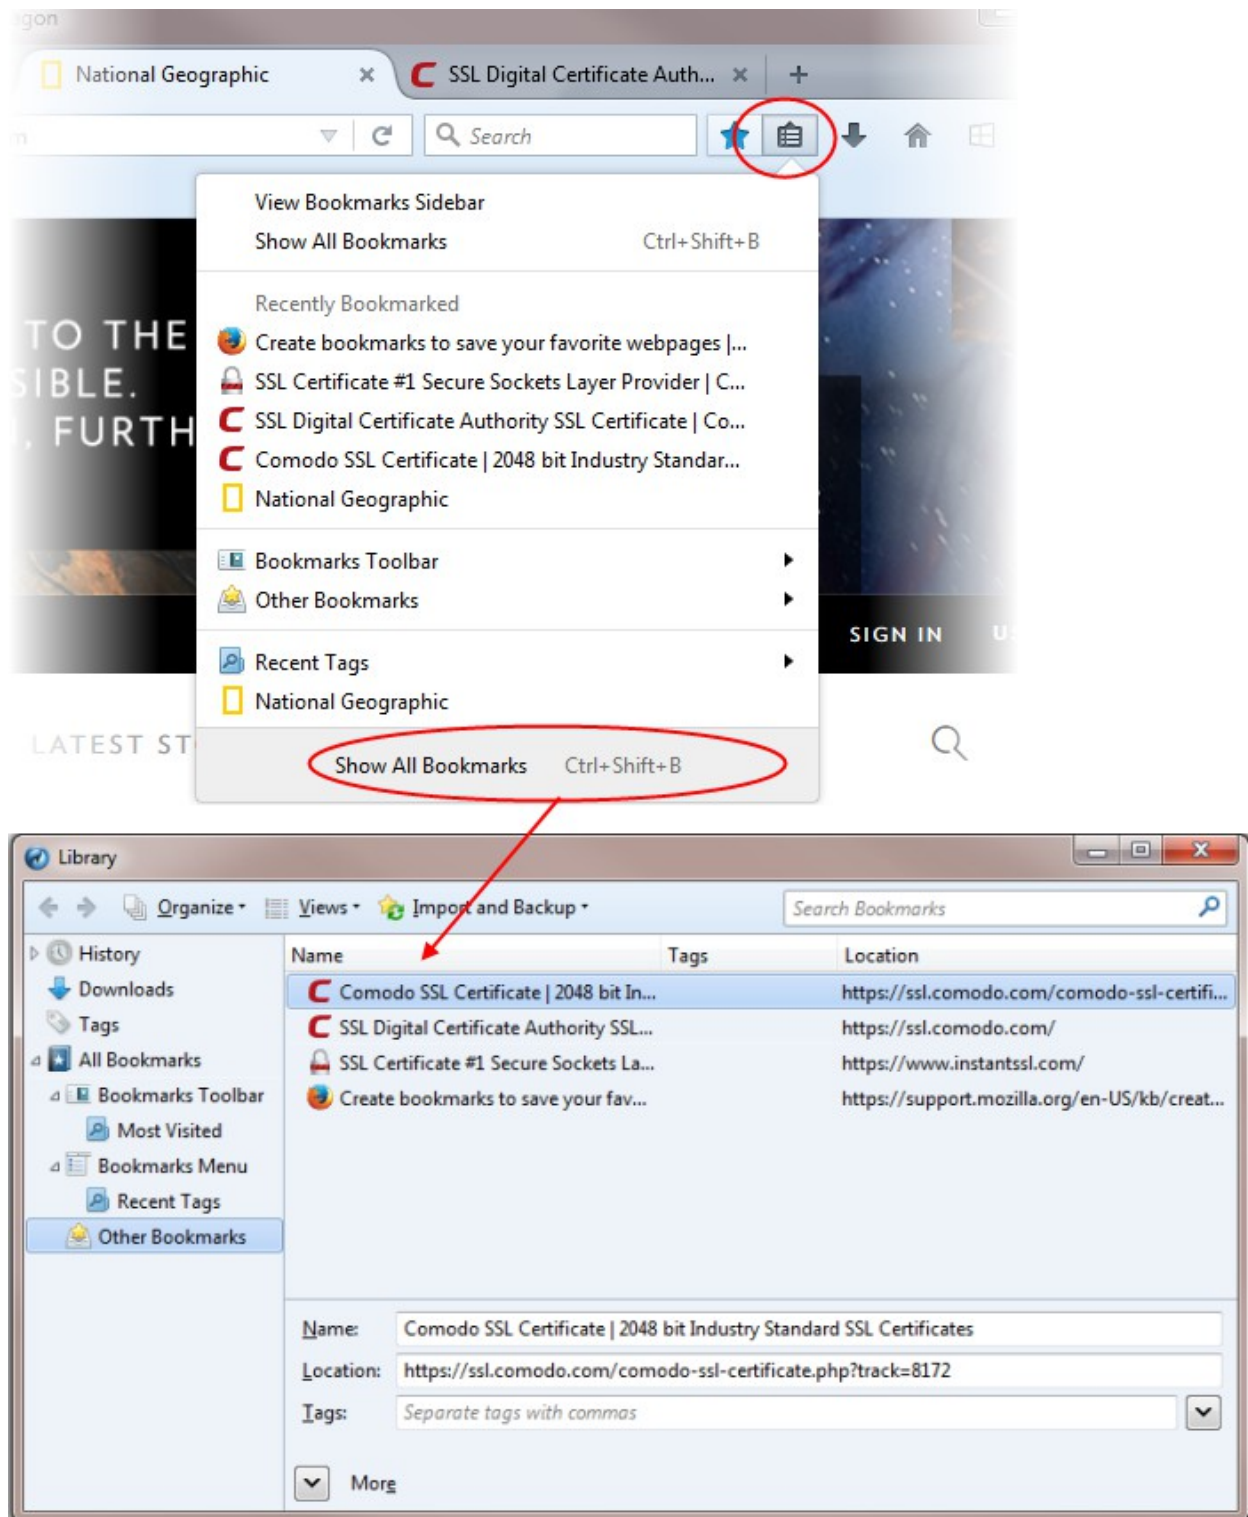 agon
National Geographic
SSL Digital Certificate Auth...
Search
View Bookmarks Sidebar
Show All Bookmarks Ctrl+Shift+B
Recently Bookmarked
Create bookmarks to save your favorite webpages |...
SSL Certificate #1 Secure Sockets Layer Provider | C...
SSL Digital Certificate Authority SSL Certificate | Co...
Comodo SSL Certificate | 2048 bit Industry Standar...
National Geographic
Bookmarks Toolbar
Other Bookmarks
Recent Tags
National Geographic
Show All Bookmarks Ctrl+Shift+B
TO THE
SIBLE.
, FURTH
SIGN IN
LATEST ST
Library
Organize Views Import and Backup Search Bookmarks
History
Downloads
Tags
All Bookmarks
Bookmarks Toolbar
Most Visited
Bookmarks Menu
Recent Tags
Other Bookmarks
Name Tags Location
Comodo SSL Certificate | 2048 bit In... https://ssl.comodo.com/comodo-ssl-certifi...
SSL Digital Certificate Authority SSL... https://ssl.comodo.com/
SSL Certificate #1 Secure Sockets La... https://www.instantssl.com/
Create bookmarks to save your fav... https://support.mozilla.org/en-US/kb/creat...
Name: Comodo SSL Certificate | 2048 bit Industry Standard SSL Certificates
Location: https://ssl.comodo.com/comodo-ssl-certificate.php?track=8172
Tags: Separate tags with commas
More